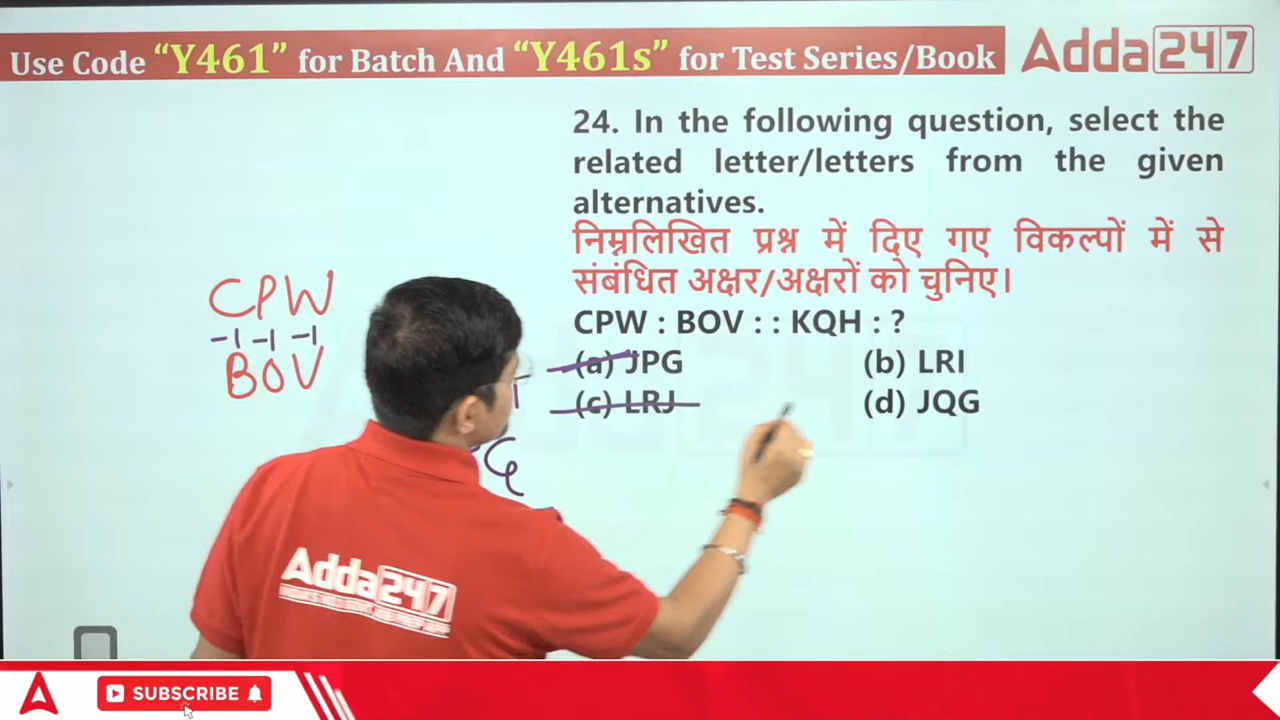 Use Code “Y461” for Batch And “Y461s” for Test Series/Book
Adda247
24. In the following question, select the
related letter/letters from the given
alternatives.
निम्नलिखित प्रश्न में दिए गए विकल्पों में से
संबंधित अक्षर/अक्षरों को चुनिए।
CPW : BOV : : KQH : ?
(a) JPG (b) LRI
(c) LRJ (d) JQG
CPW
-1 -1 -1
BOV
Adda247
SUBSCRIBE